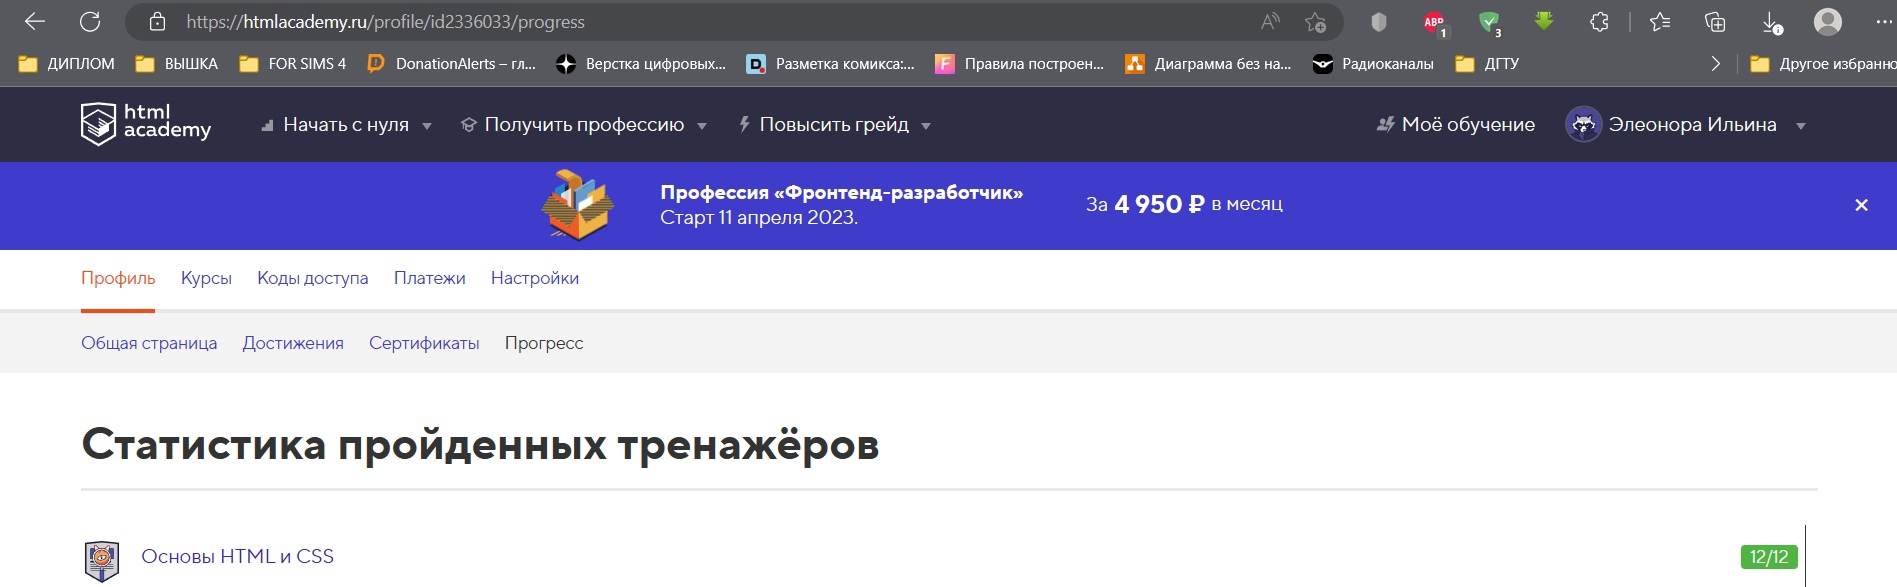 https://htmlacademy.ru/profile/id2336033/progress
ABP 1 3
ДИПЛОМ ВЫШКА FOR SIMS 4 DonationAlerts – гл... Верстка цифровых... Разметка комикса:... Правила построен... Диаграмма без на... Радиоканалы ДГТУ Другое избранно
html academy Начать с нуля Получить профессию Повысить грейд Моё обучение Элеонора Ильина
Профессия «Фронтенд-разработчик»
Старт 11 апреля 2023.
За 4 950 ₽ в месяц
Профиль Курсы Коды доступа Платежи Настройки
Общая страница Достижения Сертификаты Прогресс
Статистика пройденных тренажёров
Основы HTML и CSS 12/12